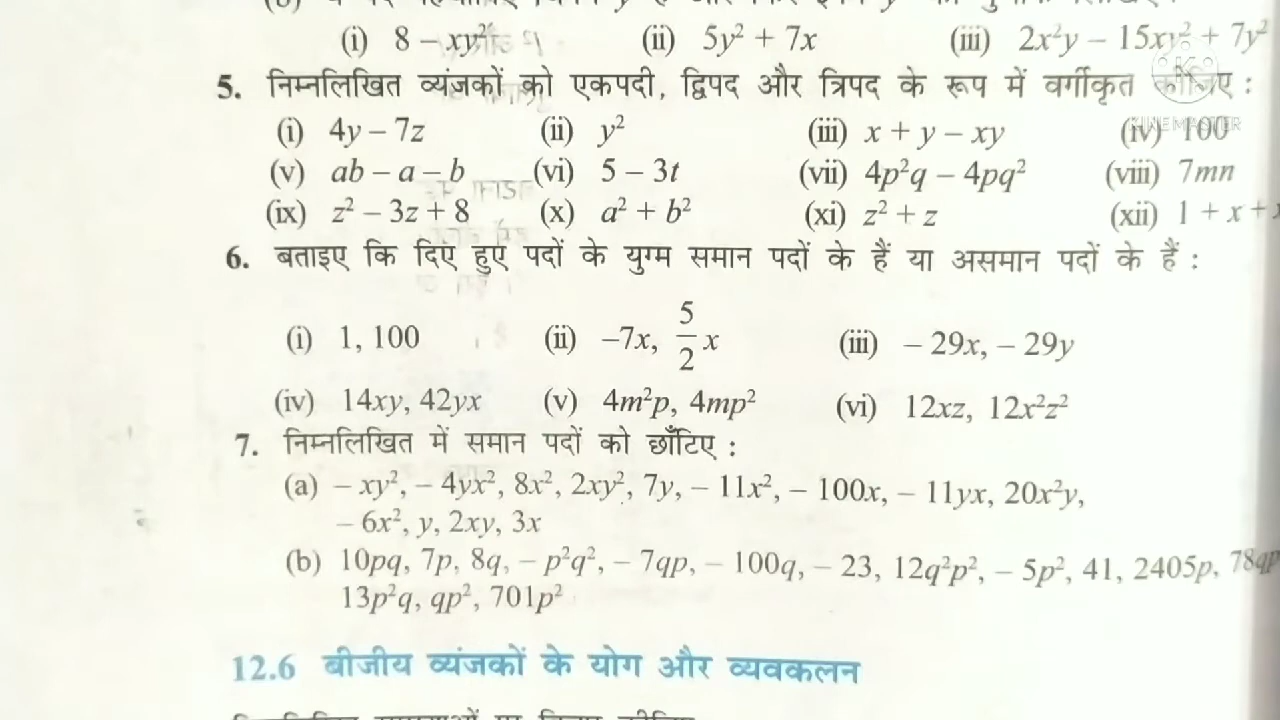 (i) 8 – xy² (ii) 5y² + 7x (iii) 2x²y – 15xy² + 7y²
5. निम्नलिखित व्यंजकों को एकपदी, द्विपद और त्रिपद के रूप में वर्गीकृत कीजिए :
(i) 4y – 7z (ii) y² (iii) x + y – xy (iv) 100
KINEMASTER
(v) ab – a – b (vi) 5 – 3t (vii) 4p²q – 4pq² (viii) 7mn
(ix) z² – 3z + 8 (x) a² + b² (xi) z² + z (xii) 1 + x +
6. बताइए कि दिए हुए पदों के युग्म समान पदों के हैं या असमान पदों के हैं :
(i) 1, 100 (ii) –7x, 5/2 x (iii) – 29x, – 29y
(iv) 14xy, 42yx (v) 4m²p, 4mp² (vi) 12xz, 12x²z²
7. निम्नलिखित में समान पदों को छाँटिए :
(a) – xy², – 4yx², 8x², 2xy², 7y, – 11x², – 100x, – 11yx, 20x²y,
– 6x², y, 2xy, 3x
(b) 10pq, 7p, 8q, – p²q², – 7qp, – 100q, – 23, 12q²p², – 5p², 41, 2405p, 78qp
13p²q, qp², 701p²
12.6 बीजीय व्यंजकों के योग और व्यवकलन